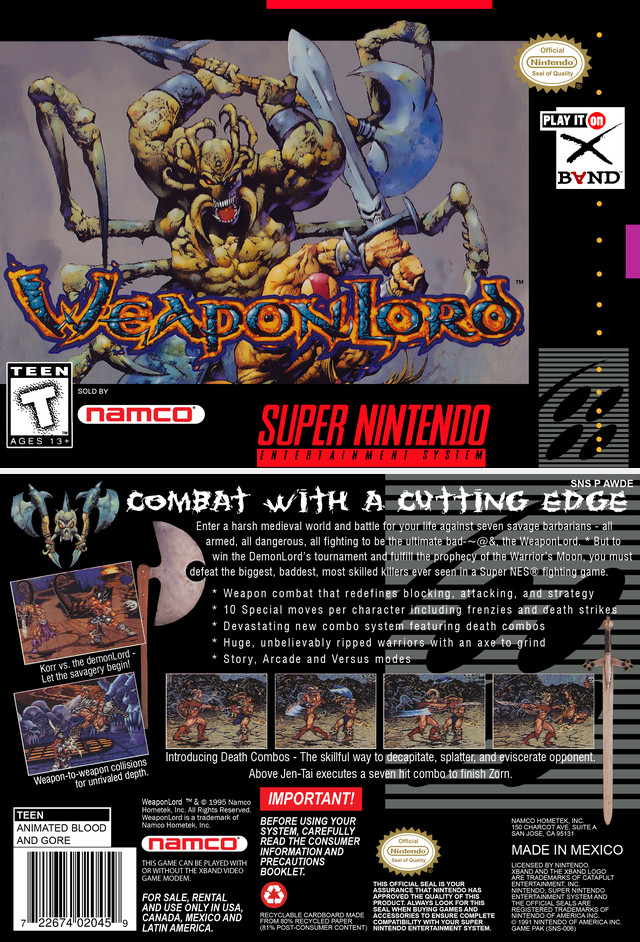 Official
Nintendo
Seal of Quality
PLAY IT on
X
BAND
WEAPONLORD™
TEEN
T
AGES 13+
SOLD BY
namco
SUPER NINTENDO
ENTERTAINMENT SYSTEM
SNS P AWDE
COMBAT WITH A CUTTING EDGE
Enter a harsh medieval world and battle for your life against seven savage barbarians - all
armed, all dangerous, all fighting to be the ultimate bad-~@&, the WeaponLord. * But to
win the DemonLord's tournament and fulfill the prophecy of the Warrior's Moon, you must
defeat the biggest, baddest, most skilled killers ever seen in a Super NES® fighting game.
* Weapon combat that redefines blocking, attacking, and strategy
* 10 Special moves per character including frenzies and death strikes
* Devastating new combo system featuring death combos
* Huge, unbelievably ripped warriors with an axe to grind
* Story, Arcade and Versus modes
Korr vs. the demonLord -
Let the savagery begin!
Weapon-to-weapon collisions
for unrivaled depth.
Introducing Death Combos - The skillful way to decapitate, splatter, and eviscerate opponent.
Above Jen-Tai executes a seven hit combo to finish Zorn.
TEEN
ANIMATED BLOOD
AND GORE
7 22674 02045 9
WeaponLord ™ & © 1995 Namco
Hometek, Inc. All Rights Reserved.
WeaponLord is a trademark of
Namco Hometek, Inc.
namco
THIS GAME CAN BE PLAYED WITH
OR WITHOUT THE XBAND VIDEO
GAME MODEM.
FOR SALE, RENTAL
AND USE ONLY IN USA,
CANADA, MEXICO AND
LATIN AMERICA.
IMPORTANT!
BEFORE USING YOUR
SYSTEM, CAREFULLY
READ THE CONSUMER
INFORMATION AND
PRECAUTIONS
BOOKLET.
RECYCLABLE CARDBOARD MADE
FROM 80% RECYCLED PAPER
(81% POST-CONSUMER CONTENT)
Official
Nintendo
Seal of Quality
THIS OFFICIAL SEAL IS YOUR
ASSURANCE THAT NINTENDO HAS
APPROVED THE QUALITY OF THIS
PRODUCT. ALWAYS LOOK FOR THIS
SEAL WHEN BUYING GAMES AND
ACCESSORIES TO ENSURE COMPLETE
COMPATIBILITY WITH YOUR SUPER
NINTENDO ENTERTAINMENT SYSTEM.
NAMCO HOMETEK, INC.
150 CHARCOT AVE. SUITE A
SAN JOSE, CA 95131
MADE IN MEXICO
LICENSED BY NINTENDO.
XBAND AND THE XBAND LOGO
ARE TRADEMARKS OF CATAPULT
ENTERTAINMENT, INC.
NINTENDO, SUPER NINTENDO
ENTERTAINMENT SYSTEM AND
THE OFFICIAL SEALS ARE
REGISTERED TRADEMARKS OF
NINTENDO OF AMERICA INC.
© 1991 NINTENDO OF AMERICA INC.
GAME PAK (SNS-006)